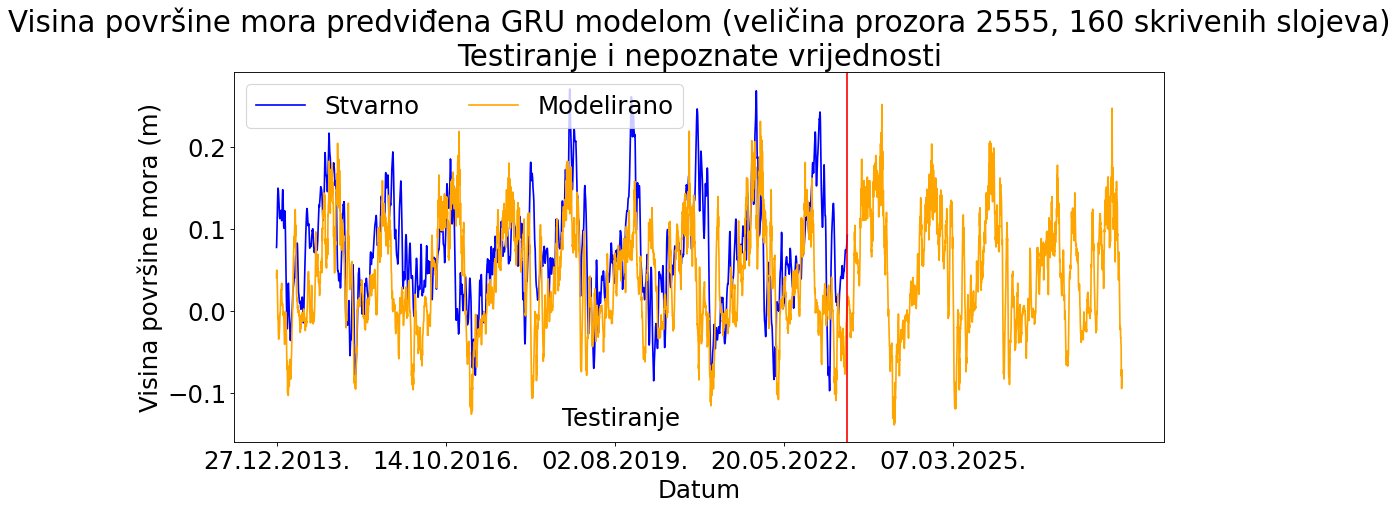 Visina površine mora predviđena GRU modelom (veličina prozora 2555, 160 skrivenih slojeva)
Testiranje i nepoznate vrijednosti
Stvarno
Modelirano
Visina površine mora (m)
0.2
0.1
0.0
−0.1
Testiranje
27.12.2013.
14.10.2016.
02.08.2019.
20.05.2022.
07.03.2025.
Datum